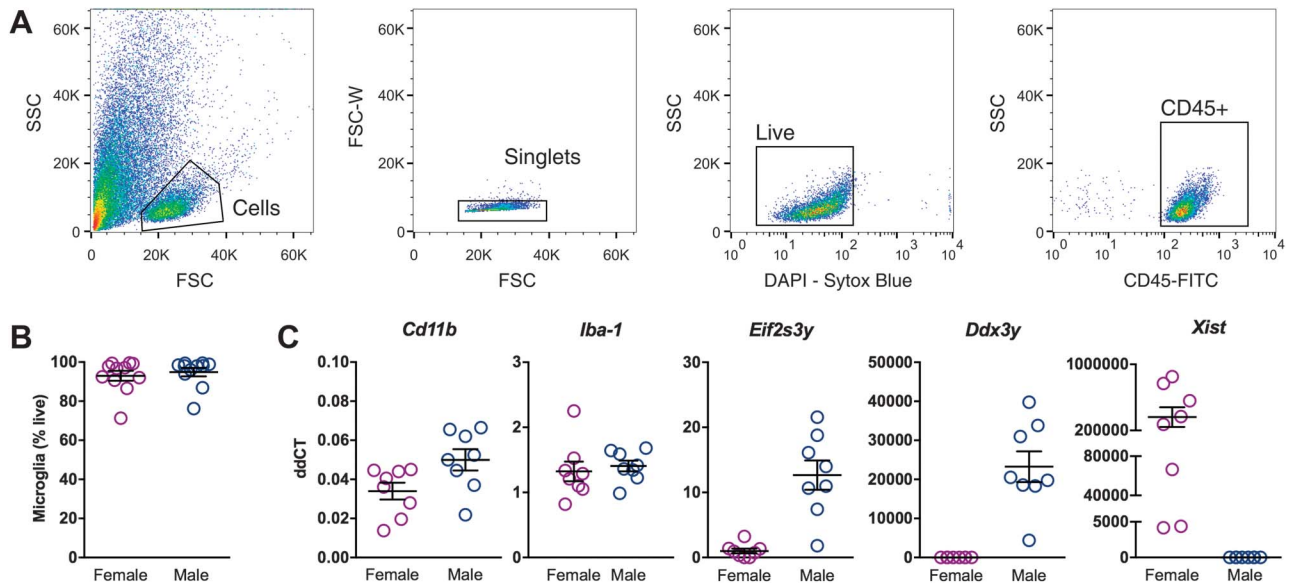 A
60K
40K
20K
0
SSC
0
20K
40K
60K
FSC
Cells
60K
40K
20K
0
FSC-W
0
20K
40K
60K
FSC
Singlets
60K
40K
20K
0
SSC
10^0
10^1
10^2
10^3
10^4
DAPI - Sytox Blue
Live
60K
40K
20K
0
SSC
10^0
10^1
10^2
10^3
10^4
CD45-FITC
CD45+
B
100
80
60
40
20
0
Microglia (% live)
Female Male
C
Cd11b
0.10
0.08
0.06
0.04
0.02
0.00
ddCT
Female Male
Iba-1
3
2
1
0
Female Male
Eif2s3y
30
20
10
0
Female Male
Ddx3y
50000
40000
30000
20000
10000
0
Female Male
Xist
1000000
200000
80000
40000
5000
0
Female Male